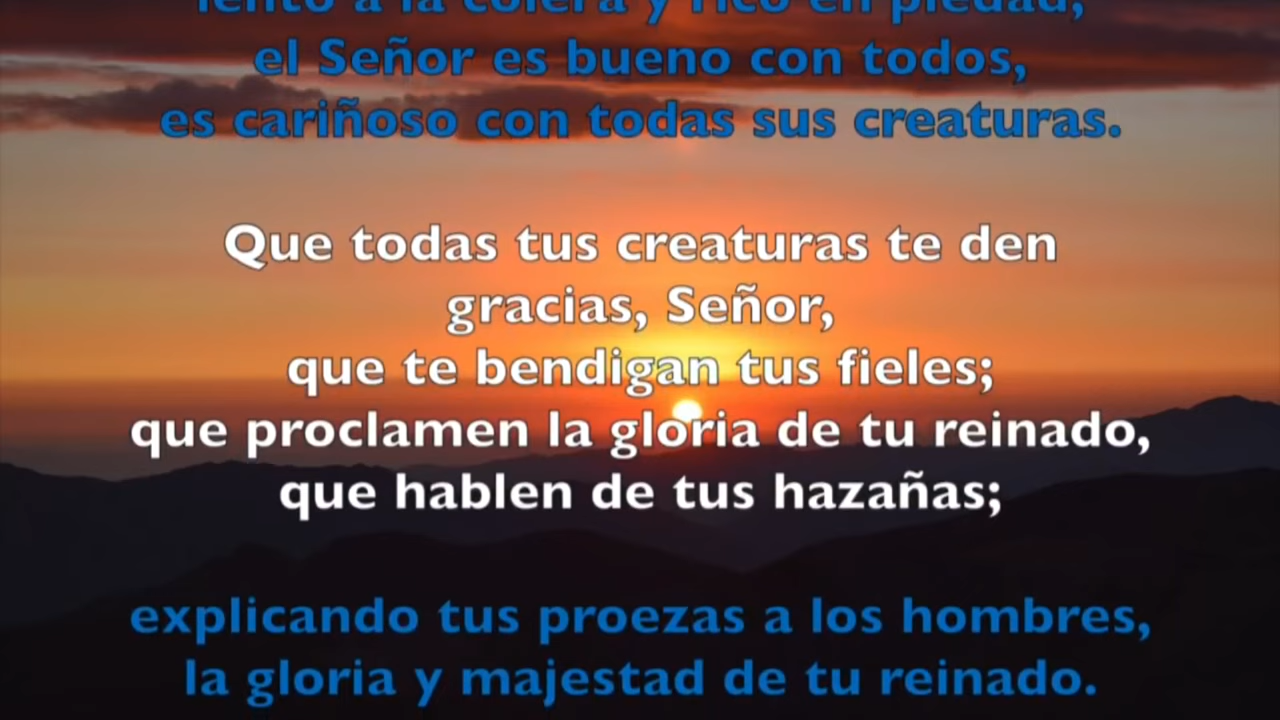 lento a la cólera y rico en piedad,
el Señor es bueno con todos,
es cariñoso con todas sus creaturas.
Que todas tus creaturas te den
gracias, Señor,
que te bendigan tus fieles;
que proclamen la gloria de tu reinado,
que hablen de tus hazañas;
explicando tus proezas a los hombres,
la gloria y majestad de tu reinado.